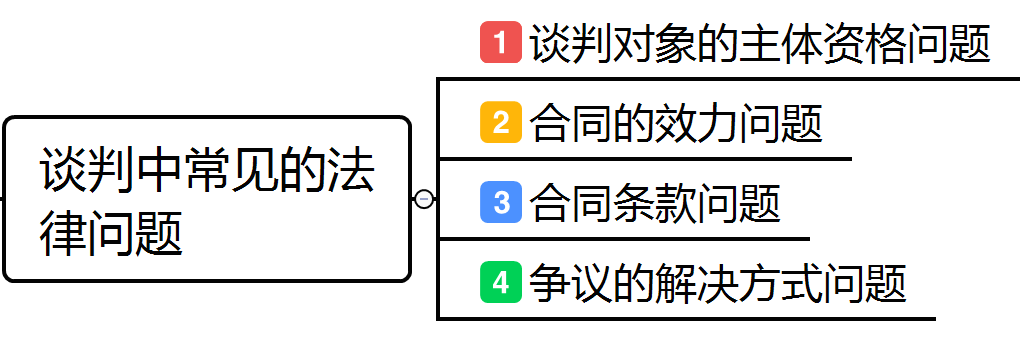 谈判中常见的法
律问题
1 谈判对象的主体资格问题
2 合同的效力问题
3 合同条款问题
4 争议的解决方式问题